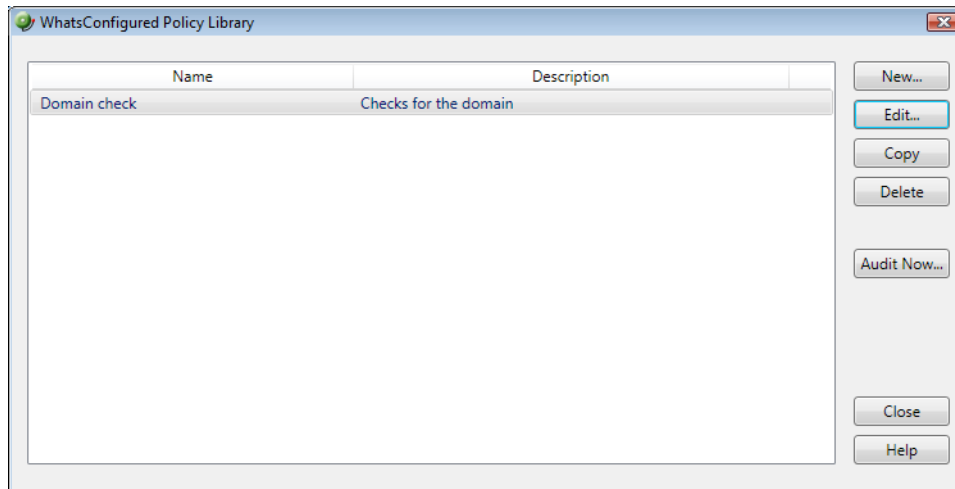 WhatsConfigured Policy Library
Name Description
Domain check Checks for the domain
New...
Edit...
Copy
Delete
Audit Now...
Close
Help